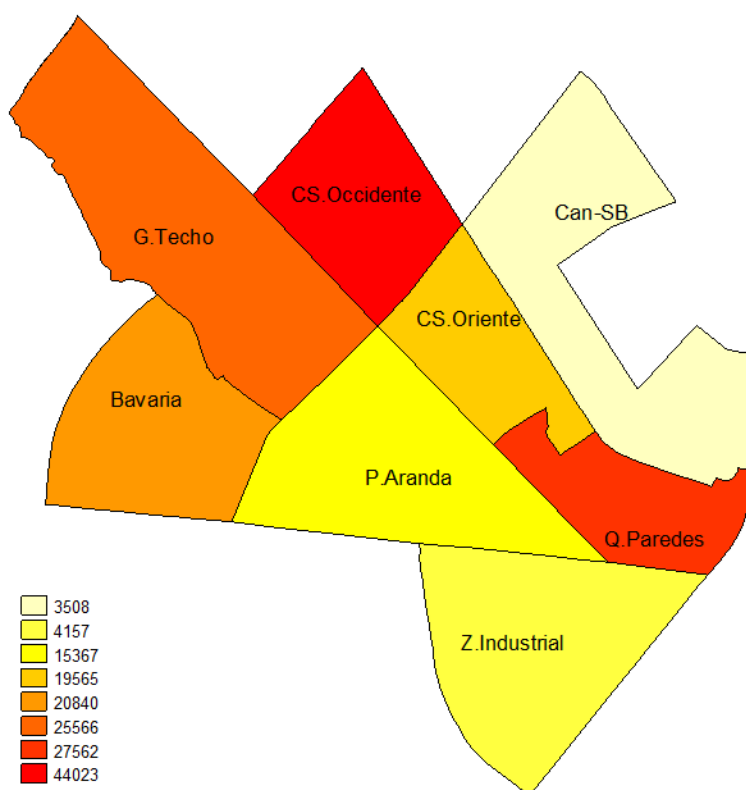 CS.Occidente
Can-SB
G.Techo
CS.Oriente
Bavaria
P.Aranda
Q.Paredes
Z.Industrial
3508
4157
15367
19565
20840
25566
27562
44023